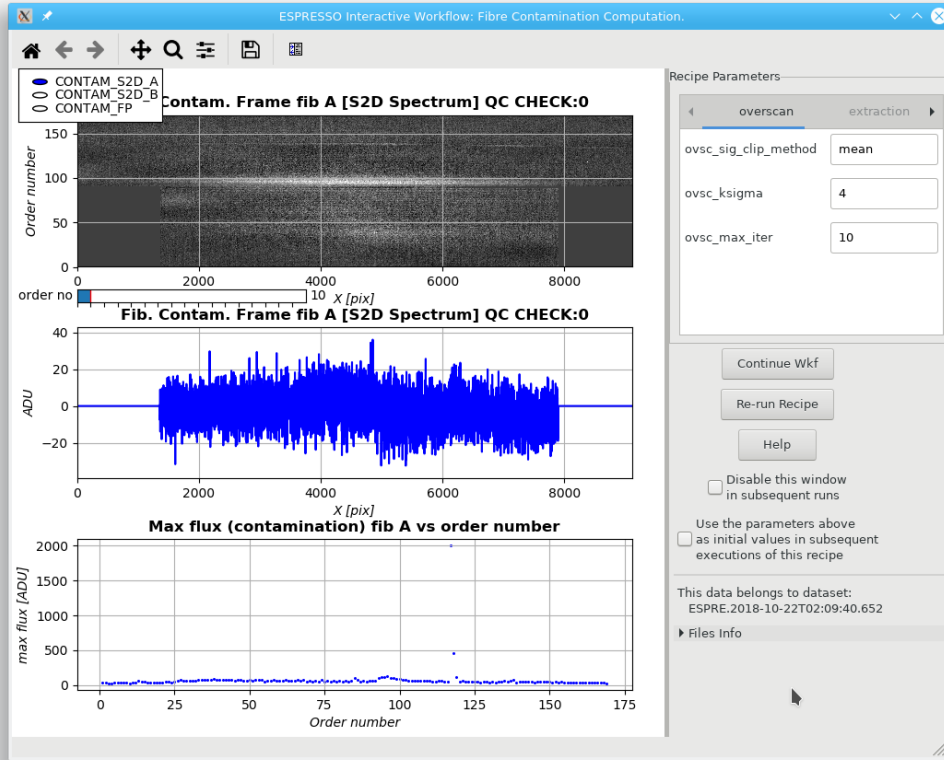 ESPRESSO Interactive Workflow: Fibre Contamination Computation.
CONTAM_S2D_A
CONTAM_S2D_B
CONTAM_FP
Contam. Frame fib A [S2D Spectrum] QC CHECK:0
Order number
150
100
50
0
0 2000 4000 6000 8000
X [pix]
order no 10
Fib. Contam. Frame fib A [S2D Spectrum] QC CHECK:0
ADU
40
20
0
−20
0 2000 4000 6000 8000
X [pix]
Max flux (contamination) fib A vs order number
max flux [ADU]
2000
1500
1000
500
0
0 25 50 75 100 125 150 175
Order number
Recipe Parameters
overscan extraction
ovsc_sig_clip_method mean
ovsc_ksigma 4
ovsc_max_iter 10
Continue Wkf
Re-run Recipe
Help
Disable this window
in subsequent runs
Use the parameters above
as initial values in subsequent
executions of this recipe
This data belongs to dataset:
ESPRE.2018-10-22T02:09:40.652
Files Info